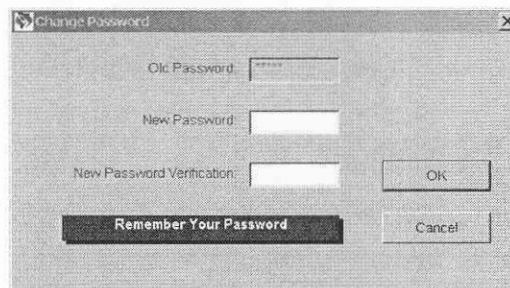 Change Password
Old Password: *****
New Password:
New Password Verification:
OK
Remember Your Password
Cancel